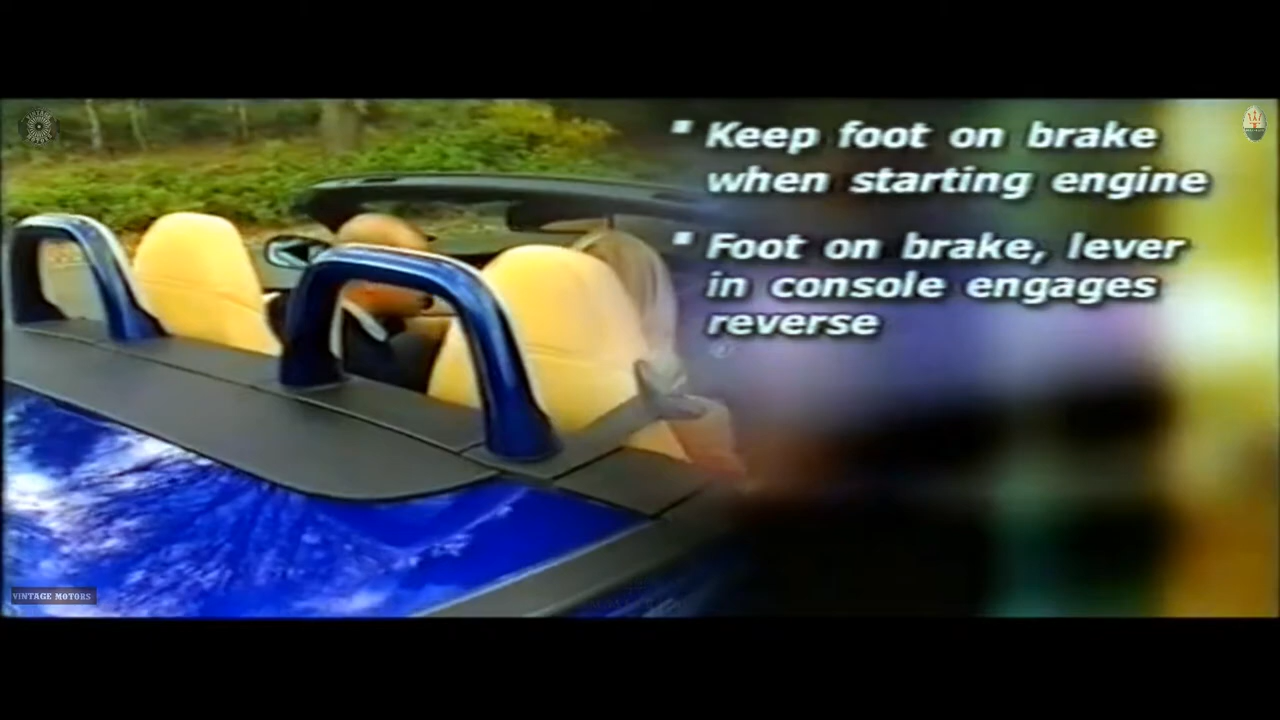 ▪ Keep foot on brake
when starting engine
▪ Foot on brake, lever
in console engages
reverse
VINTAGE MOTORS